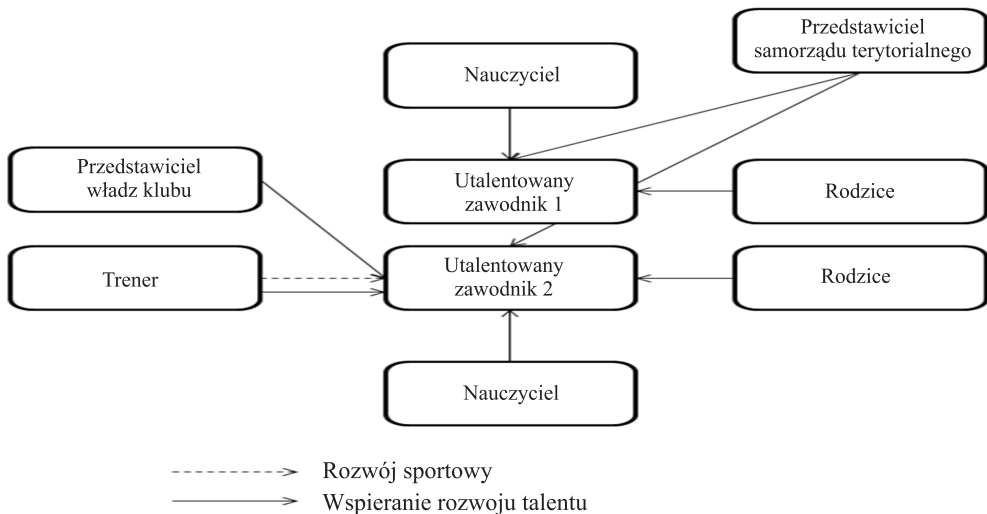 Przedstawiciel
samorządu terytorialnego
Nauczyciel
Przedstawiciel
władz klubu
Utalentowany
zawodnik 1
Rodzice
Trener
Utalentowany
zawodnik 2
Rodzice
Nauczyciel
Rozwój sportowy
Wspieranie rozwoju talentu